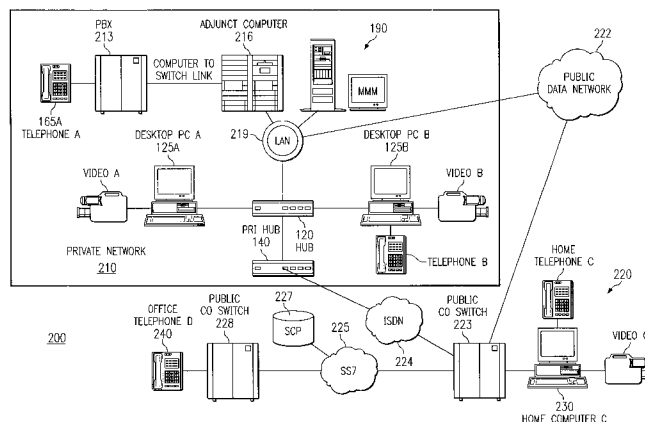 PBX
213
ADJUNCT COMPUTER
216
190
222
COMPUTER TO
SWITCH LINK
PUBLIC
DATA NETWORK
MMM
165A
TELEPHONE A
219
LAN
DESKTOP PC A
125A
DESKTOP PC B
125B
VIDEO A
VIDEO B
PRI HUB
140
120
HUB
PRIVATE NETWORK
210
TELEPHONE B
HOME
TELEPHONE C
220
OFFICE
TELEPHONE D
240
PUBLIC
CO SWITCH
228
227
SCP
225
SS7
ISDN
224
PUBLIC
CO SWITCH
223
VIDEO C
200
230
HOME COMPUTER C